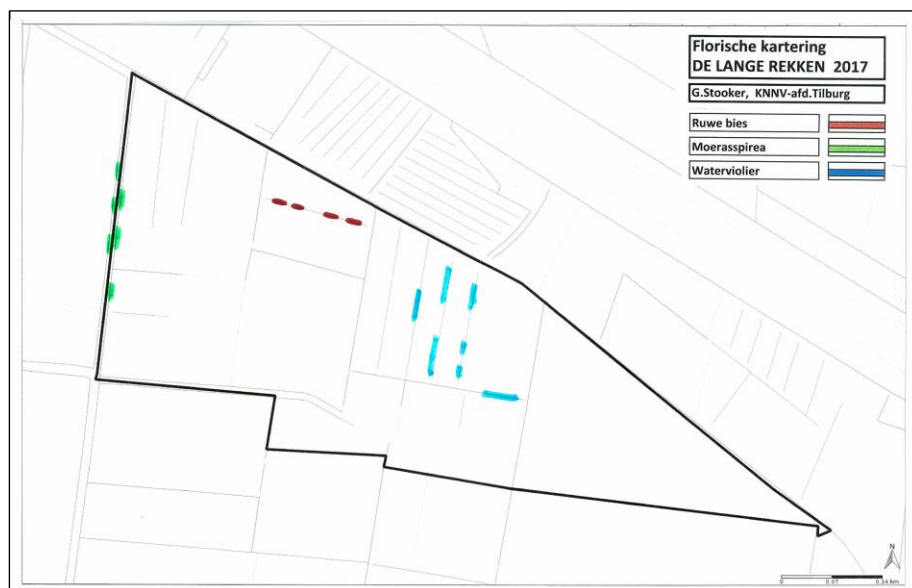 Florische kartering
DE LANGE REKKEN 2017
G.Stooker, KNNV-afd.Tilburg
Ruwe bies
Moerasspirea
Waterviolier
N
0 0.07 0.14 km